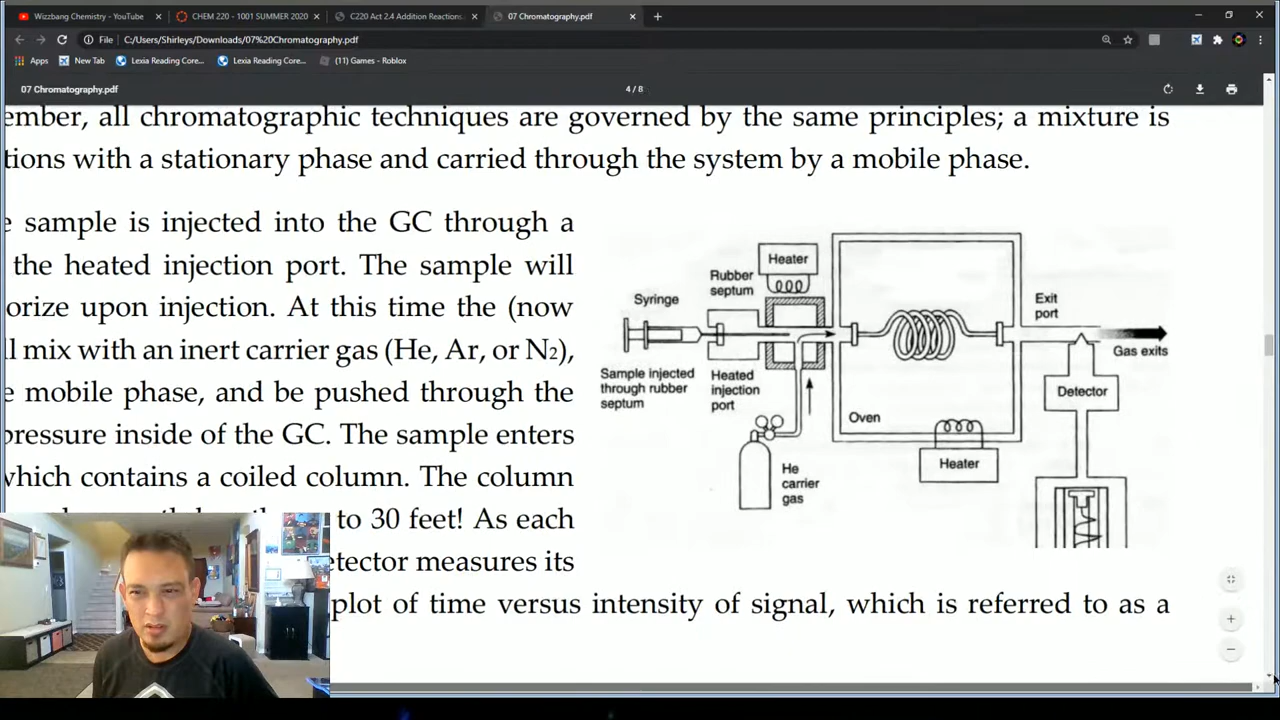 Wizzbang Chemistry - YouTube
CHEM 220 - 1001 SUMMER 2020
C220 Act 2.4 Addition Reactions.
07 Chromatography.pdf
File
C:/Users/Shirleys/Downloads/07%20Chromatography.pdf
Apps
New Tab
Lexia Reading Core...
Lexia Reading Core...
(11) Games - Roblox
07 Chromatography.pdf
4 / 8
ember, all chromatographic techniques are governed by the same principles; a mixture is
tions with a stationary phase and carried through the system by a mobile phase.
e sample is injected into the GC through a
the heated injection port. The sample will
orize upon injection. At this time the (now
ll mix with an inert carrier gas (He, Ar, or N2),
e mobile phase, and be pushed through the
pressure inside of the GC. The sample enters
which contains a coiled column. The column
to 30 feet! As each
etector measures its
plot of time versus intensity of signal, which is referred to as a
Syringe
Rubber
septum
Heater
Sample injected
through rubber
septum
Heated
injection
port
He
carrier
gas
Oven
Heater
Exit
port
Gas exits
Detector